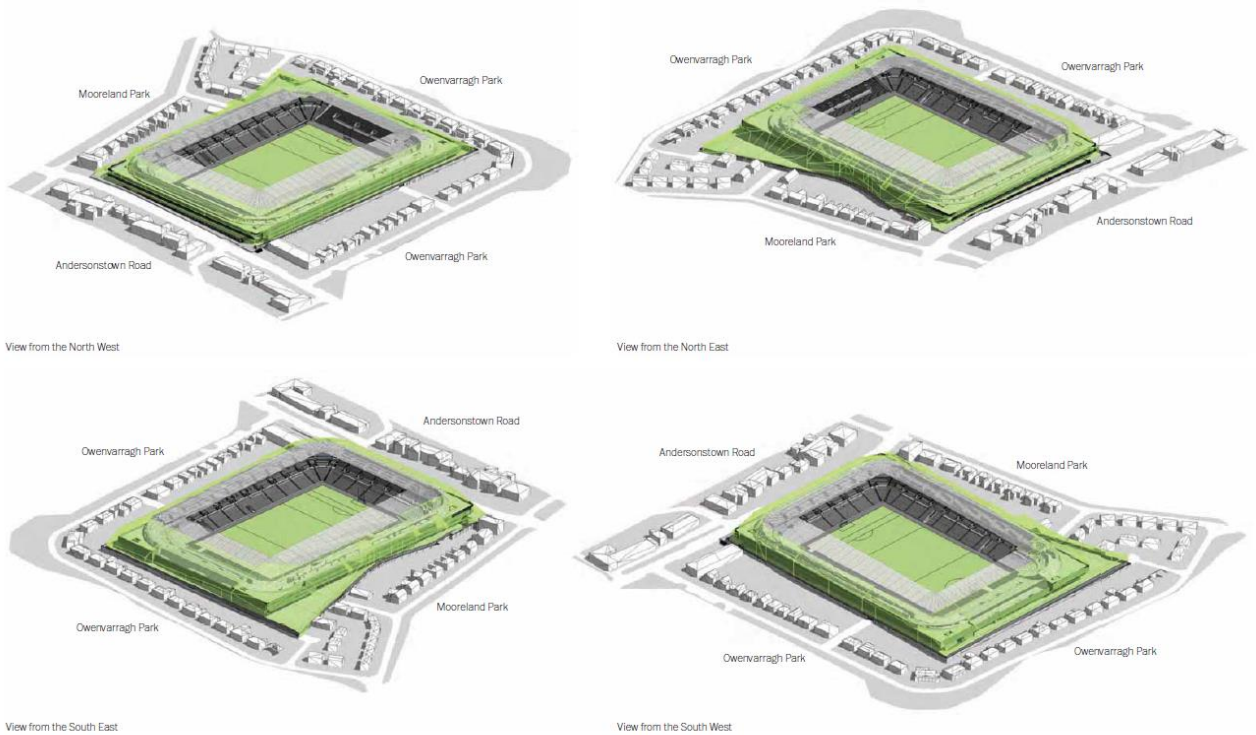 Owenvarragh Park
Mooreland Park
Owenvarragh Park
Andersonstown Road
View from the North West
Owenvarragh Park
Owenvarragh Park
Andersonstown Road
Mooreland Park
View from the North East
Andersonstown Road
Owenvarragh Park
Mooreland Park
Owenvarragh Park
View from the South East
Andersonstown Road
Mooreland Park
Owenvarragh Park
Owenvarragh Park
View from the South West